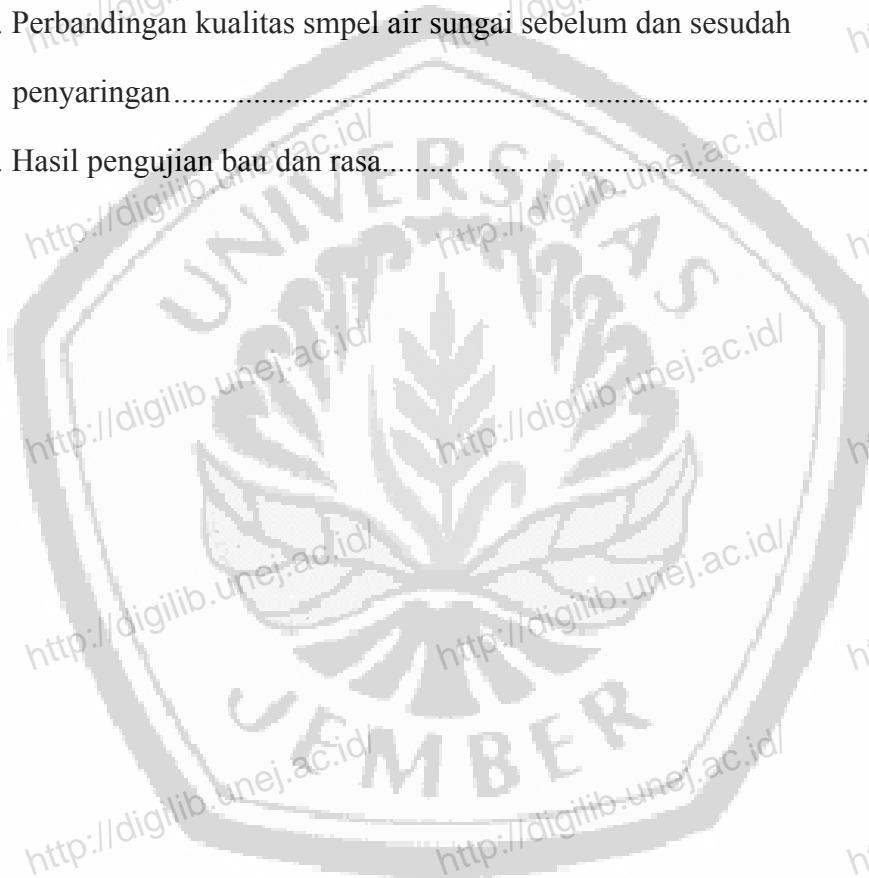 . Perbandingan kualitas smpel air sungai sebelum dan sesudah
penyaringan......................................................................................
. Hasil pengujian bau dan rasa............................................................
http://digilib.unej.ac.id/
http://digilib.unej.ac.id/
UNIVERSITAS
http://digilib.unej.ac.id/
http://digilib.unej.ac.id/
http://digilib.unej.ac.id/
http://digilib.unej.ac.id/
JEMBER
http://digilib.unej.ac.id/
http://digilib.unej.ac.id/